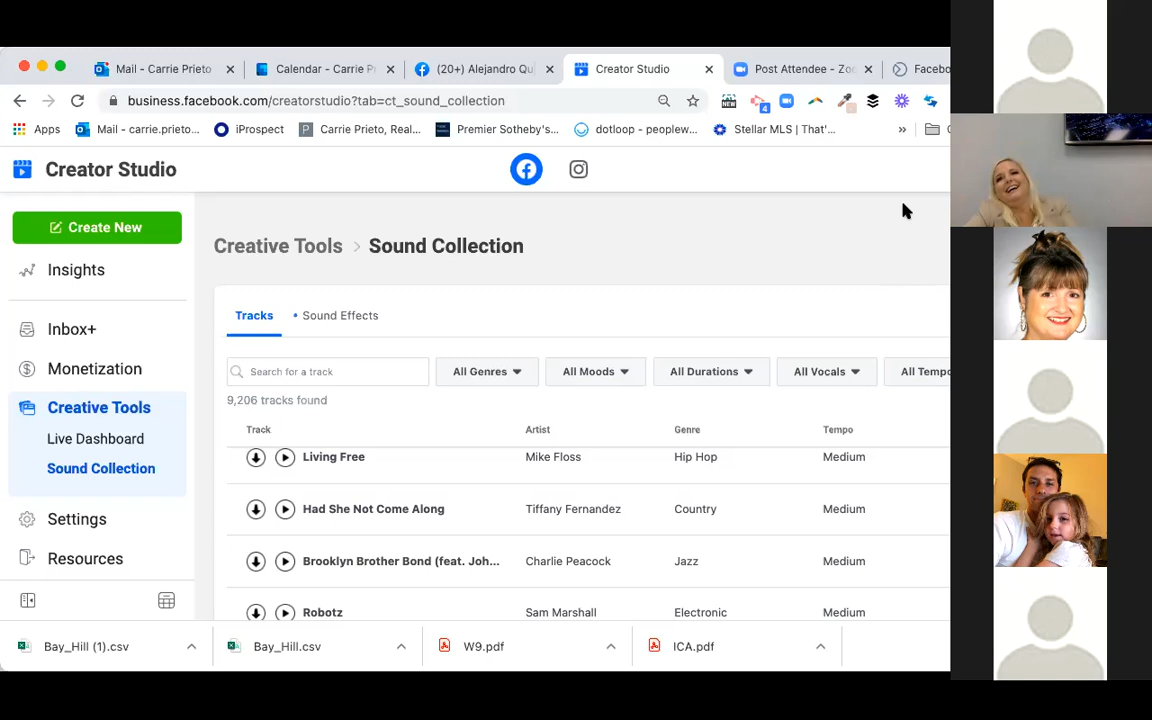 Mail - Carrie Prieto
Calendar - Carrie P
(20+) Alejandro Qu
Creator Studio
Post Attendee - Zo
Facebo
business.facebook.com/creatorstudio?tab=ct_sound_collection
NEW
4
Apps
Mail - carrie.prieto...
iProspect
Carrie Prieto, Real...
Premier Sotheby's...
dotloop - peoplew...
Stellar MLS | That'...
Creator Studio
Create New
Insights
Inbox+
Monetization
Creative Tools
Live Dashboard
Sound Collection
Settings
Resources
Creative Tools > Sound Collection
Tracks
• Sound Effects
Search for a track
All Genres
All Moods
All Durations
All Vocals
All Tempo
9,206 tracks found
Track Artist Genre Tempo
Living Free Mike Floss Hip Hop Medium
Had She Not Come Along Tiffany Fernandez Country Medium
Brooklyn Brother Bond (feat. Joh... Charlie Peacock Jazz Medium
Robotz Sam Marshall Electronic Medium
Bay_Hill (1).csv
Bay_Hill.csv
W9.pdf
ICA.pdf